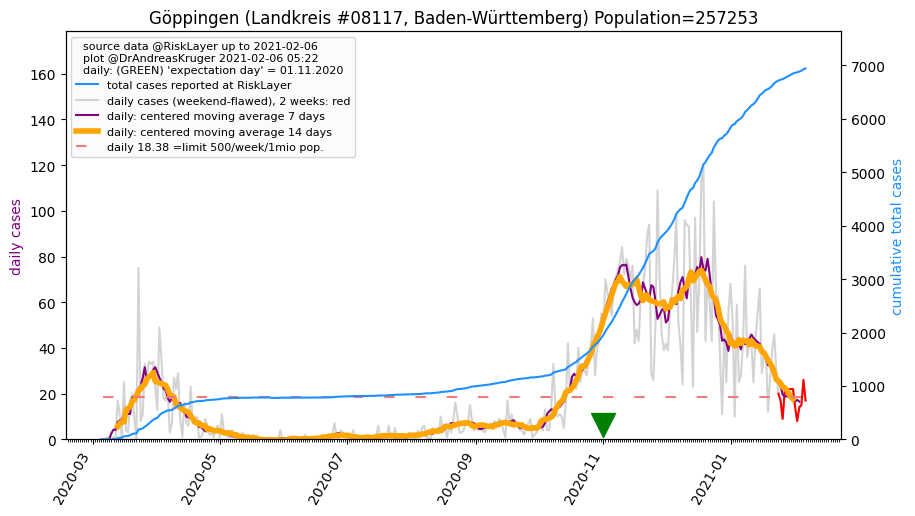 Göppingen (Landkreis #08117, Baden-Württemberg) Population=257253
source data @RiskLayer up to 2021-02-06
plot @DrAndreasKruger 2021-02-06 05:22
daily: (GREEN) 'expectation day' = 01.11.2020
total cases reported at RiskLayer
daily cases (weekend-flawed), 2 weeks: red
daily: centered moving average 7 days
daily: centered moving average 14 days
daily 18.38 =limit 500/week/1mio pop.
daily cases
160
140
120
100
80
60
40
20
0
7000
6000
5000
4000
3000
2000
1000
0
cumulative total cases
2020-03
2020-05
2020-07
2020-09
2020-11
2021-01